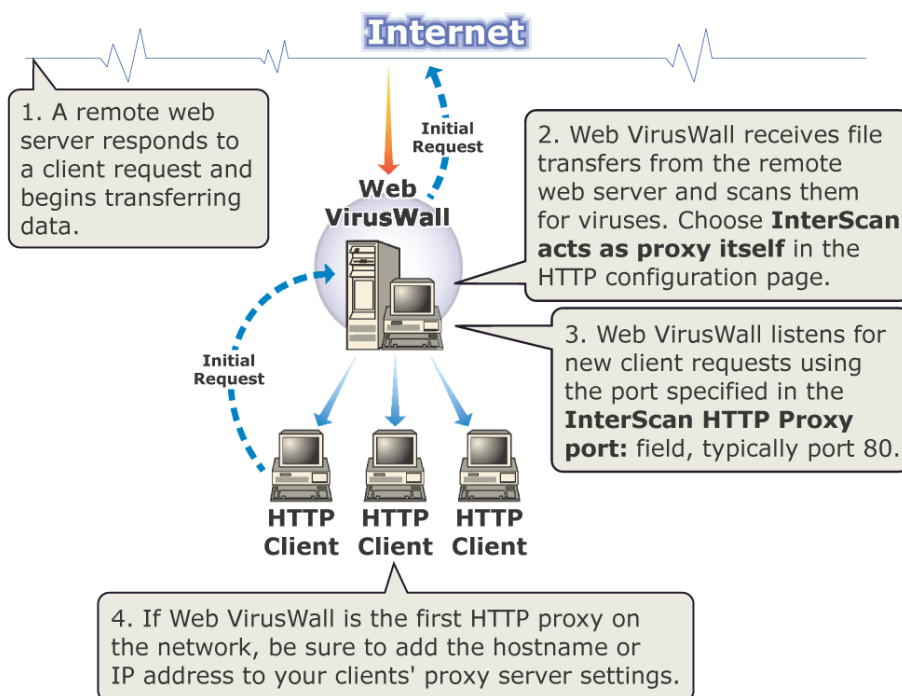 Internet
1. A remote web
server responds to
a client request and
begins transferring
data.
Initial
Request
2. Web VirusWall receives file
transfers from the remote
web server and scans them
for viruses. Choose InterScan
acts as proxy itself in the
HTTP configuration page.
Web
VirusWall
3. Web VirusWall listens for
new client requests using
the port specified in the
InterScan HTTP Proxy
port: field, typically port 80.
Initial
Request
HTTP
Client
HTTP
Client
HTTP
Client
4. If Web VirusWall is the first HTTP proxy on
the network, be sure to add the hostname or
IP address to your clients' proxy server settings.